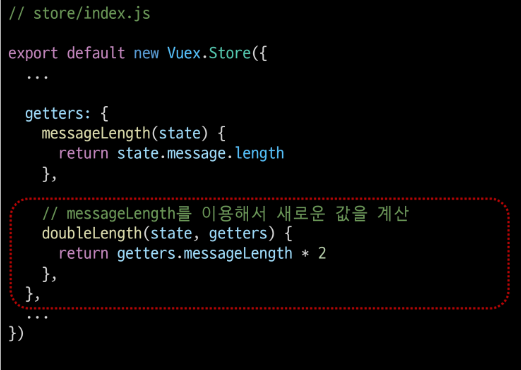 // store/index.js
export default new Vuex.Store({
...
getters: {
messageLength(state) {
return state.message.length
},
// messageLength를 이용해서 새로운 값을 계산
doubleLength(state, getters) {
return getters.messageLength * 2
},
},
...
})